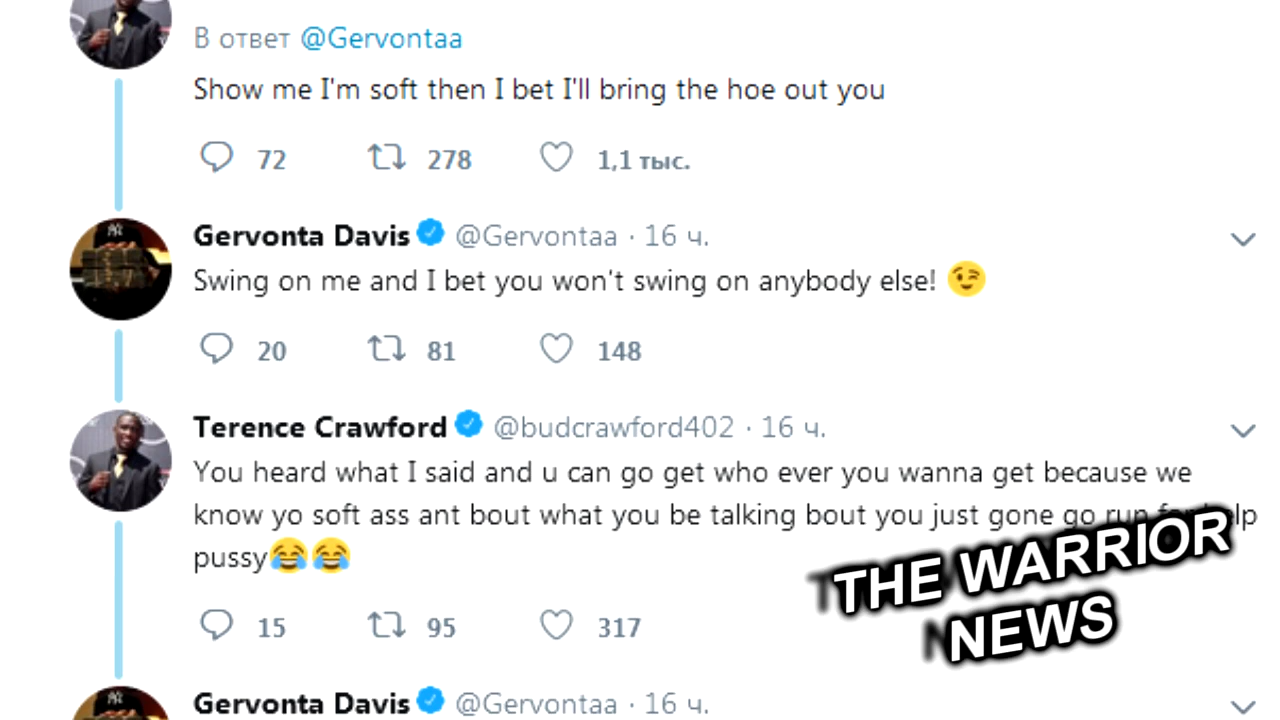 В ответ @Gervontaa
Show me I'm soft then I bet I'll bring the hoe out you
72 278 1,1 тыс.
Gervonta Davis @Gervontaa · 16 ч.
Swing on me and I bet you won't swing on anybody else! 😉
20 81 148
Terence Crawford @budcrawford402 · 16 ч.
You heard what I said and u can go get who ever you wanna get because we
know yo soft ass ant bout what you be talking bout you just gone go run
pussy😂😂
THE WARRIOR
NEWS
15 95 317
Gervonta Davis @Gervontaa · 16 ч.